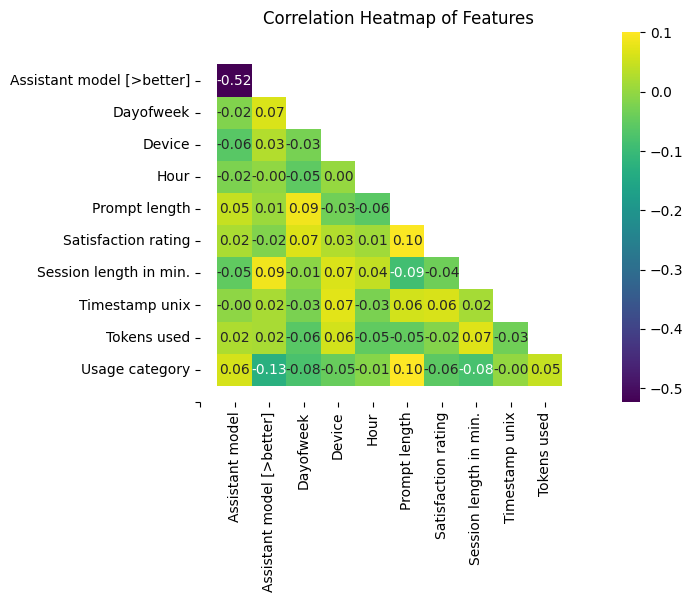 Correlation Heatmap of Features
Assistant model [>better] -0.52
Dayofweek -0.02 0.07
Device -0.06 0.03 -0.03
Hour -0.02 -0.00 -0.05 0.00
Prompt length 0.05 0.01 0.09 -0.03 -0.06
Satisfaction rating 0.02 -0.02 0.07 0.03 0.01 0.10
Session length in min. -0.05 0.09 -0.01 0.07 0.04 -0.09 -0.04
Timestamp unix -0.00 0.02 -0.03 0.07 -0.03 0.06 0.06 0.02
Tokens used 0.02 0.02 -0.06 0.06 -0.05 -0.05 -0.02 0.07 -0.03
Usage category 0.06 -0.13 -0.08 -0.05 -0.01 0.10 -0.06 -0.08 -0.00 0.05
Assistant model
Assistant model [>better]
Dayofweek
Device
Hour
Prompt length
Satisfaction rating
Session length in min.
Timestamp unix
Tokens used
0.1
0.0
−0.1
−0.2
−0.3
−0.4
−0.5